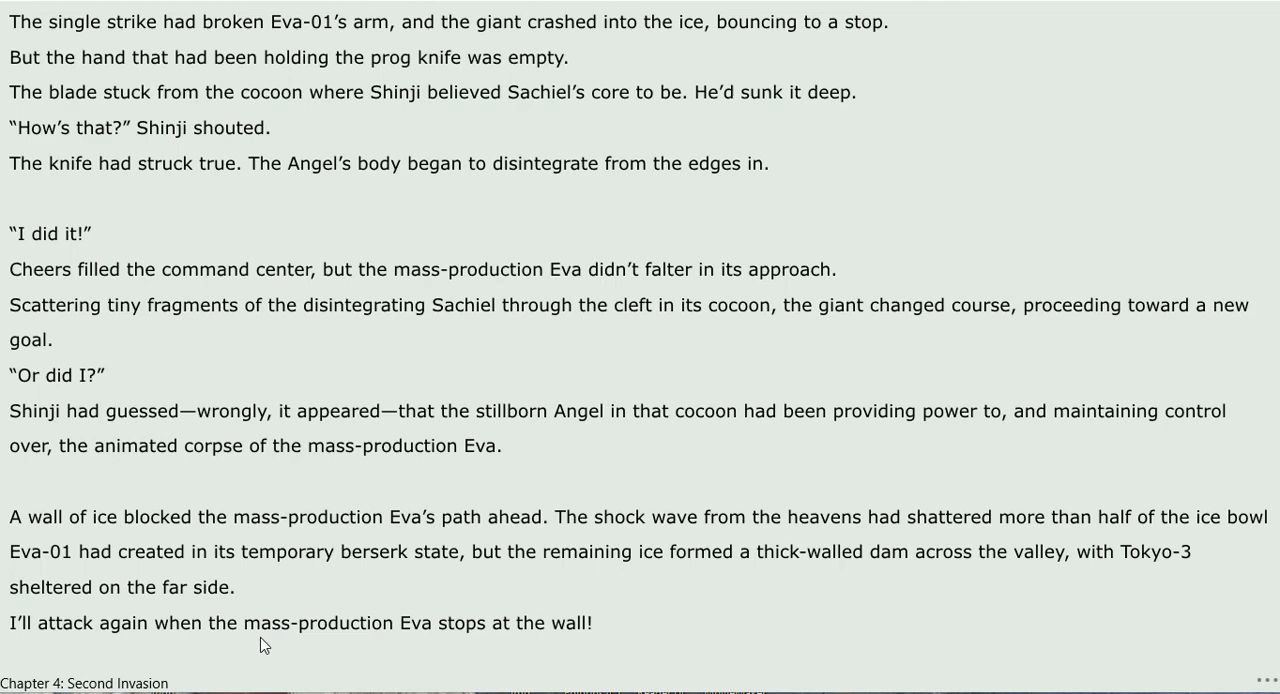 The single strike had broken Eva-01’s arm, and the giant crashed into the ice, bouncing to a stop.
But the hand that had been holding the prog knife was empty.
The blade stuck from the cocoon where Shinji believed Sachiel’s core to be. He’d sunk it deep.
“How’s that?” Shinji shouted.
The knife had struck true. The Angel’s body began to disintegrate from the edges in.
“I did it!”
Cheers filled the command center, but the mass-production Eva didn’t falter in its approach.
Scattering tiny fragments of the disintegrating Sachiel through the cleft in its cocoon, the giant changed course, proceeding toward a new
goal.
“Or did I?”
Shinji had guessed—wrongly, it appeared—that the stillborn Angel in that cocoon had been providing power to, and maintaining control
over, the animated corpse of the mass-production Eva.
A wall of ice blocked the mass-production Eva’s path ahead. The shock wave from the heavens had shattered more than half of the ice bowl
Eva-01 had created in its temporary berserk state, but the remaining ice formed a thick-walled dam across the valley, with Tokyo-3
sheltered on the far side.
I’ll attack again when the mass-production Eva stops at the wall!
Chapter 4: Second Invasion